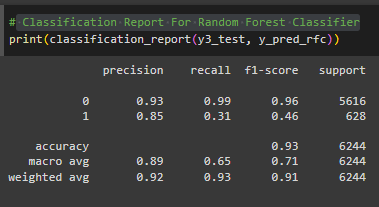 # Classification Report For Random Forest Classifier
print(classification_report(y3_test, y_pred_rfc))
precision recall f1-score support
0 0.93 0.99 0.96 5616
1 0.85 0.31 0.46 628
accuracy 0.93 6244
macro avg 0.89 0.65 0.71 6244
weighted avg 0.92 0.93 0.91 6244